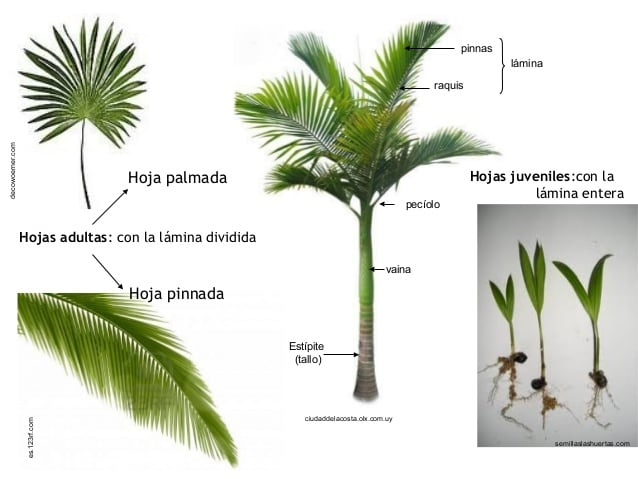 pinnas
lámina
raquis
decowoerner.com
Hoja palmada
Hojas juveniles:con la
lámina entera
pecíolo
Hojas adultas: con la lámina dividida
vaina
Hoja pinnada
Estípite
(tallo)
ciudaddelacosta.olx.com.uy
es.123rf.com
semillaslashuertas.com